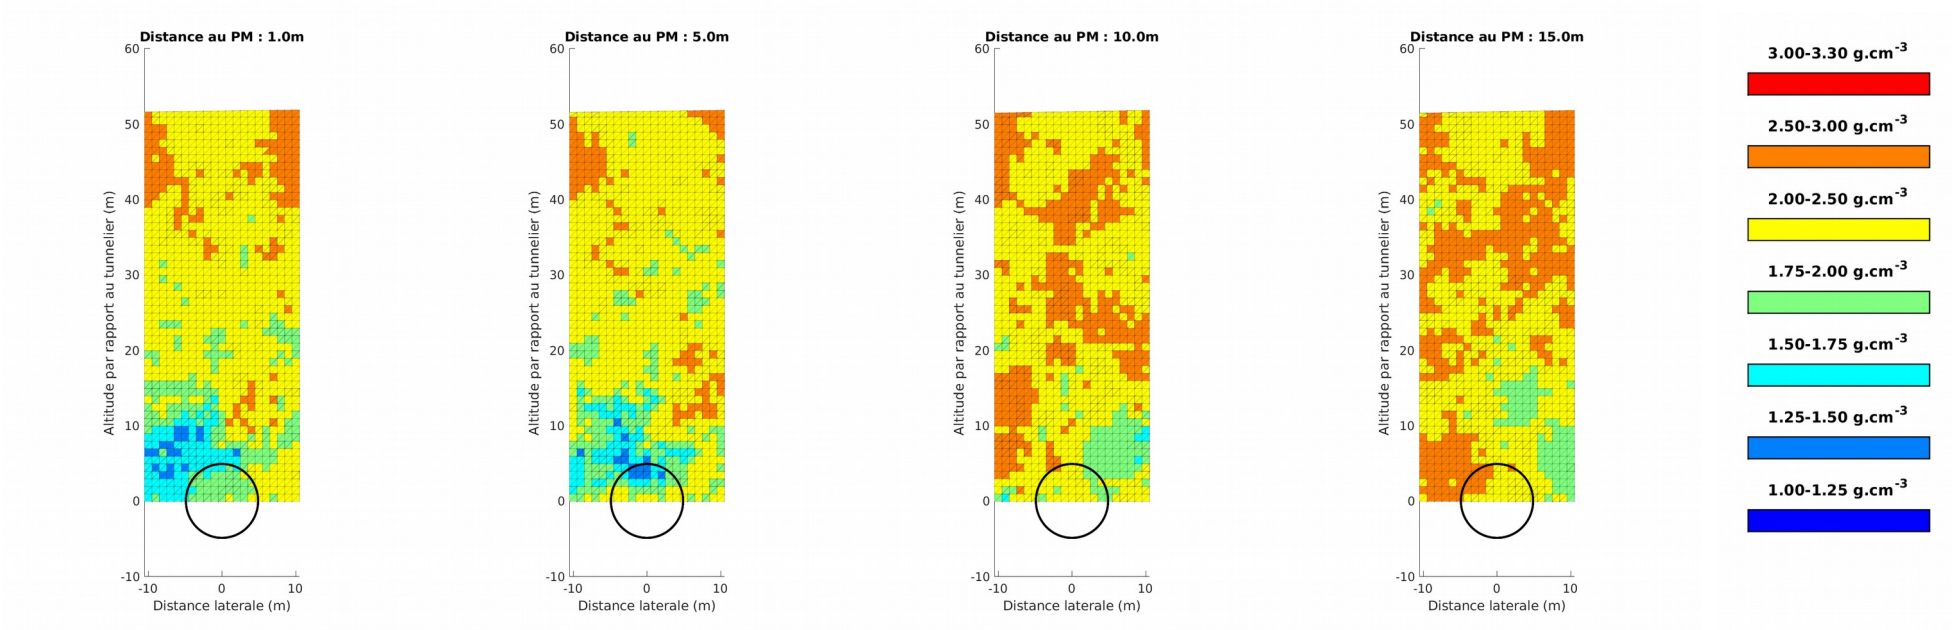 Distance au PM : 1.0m
60
50
40
30
20
10
0
-10
Altitude par rapport au tunnelier (m)
-10 0 10
Distance laterale (m)
Distance au PM : 5.0m
60
50
40
30
20
10
0
-10
Altitude par rapport au tunnelier (m)
-10 0 10
Distance laterale (m)
Distance au PM : 10.0m
60
50
40
30
20
10
0
-10
Altitude par rapport au tunnelier (m)
-10 0 10
Distance laterale (m)
Distance au PM : 15.0m
60
50
40
30
20
10
0
-10
Altitude par rapport au tunnelier (m)
-10 0 10
Distance laterale (m)
3.00-3.30 g.cm⁻³
2.50-3.00 g.cm⁻³
2.00-2.50 g.cm⁻³
1.75-2.00 g.cm⁻³
1.50-1.75 g.cm⁻³
1.25-1.50 g.cm⁻³
1.00-1.25 g.cm⁻³